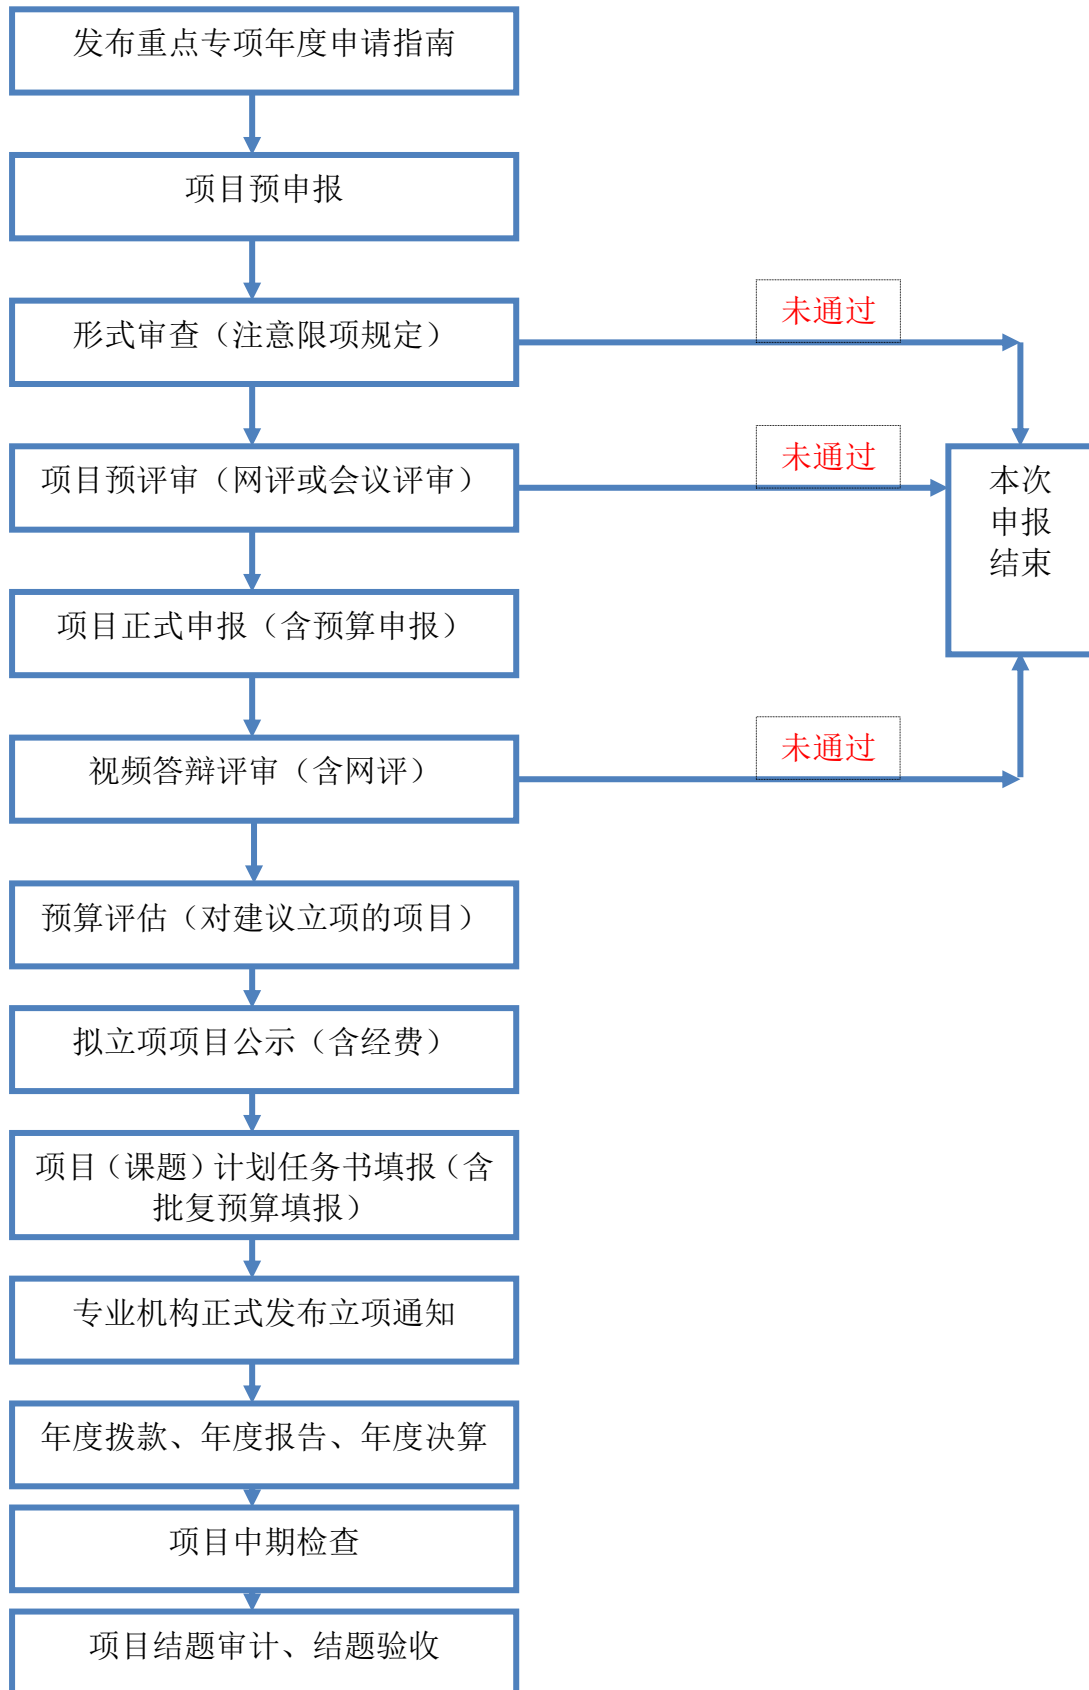 发布重点专项年度申请指南
项目预申报
形式审查（注意限项规定）
未通过
项目预评审（网评或会议评审）
未通过
本次
申报
结束
项目正式申报（含预算申报）
视频答辩评审（含网评）
未通过
预算评估（对建议立项的项目）
拟立项项目公示（含经费）
项目（课题）计划任务书填报（含
批复预算填报）
专业机构正式发布立项通知
年度拨款、年度报告、年度决算
项目中期检查
项目结题审计、结题验收